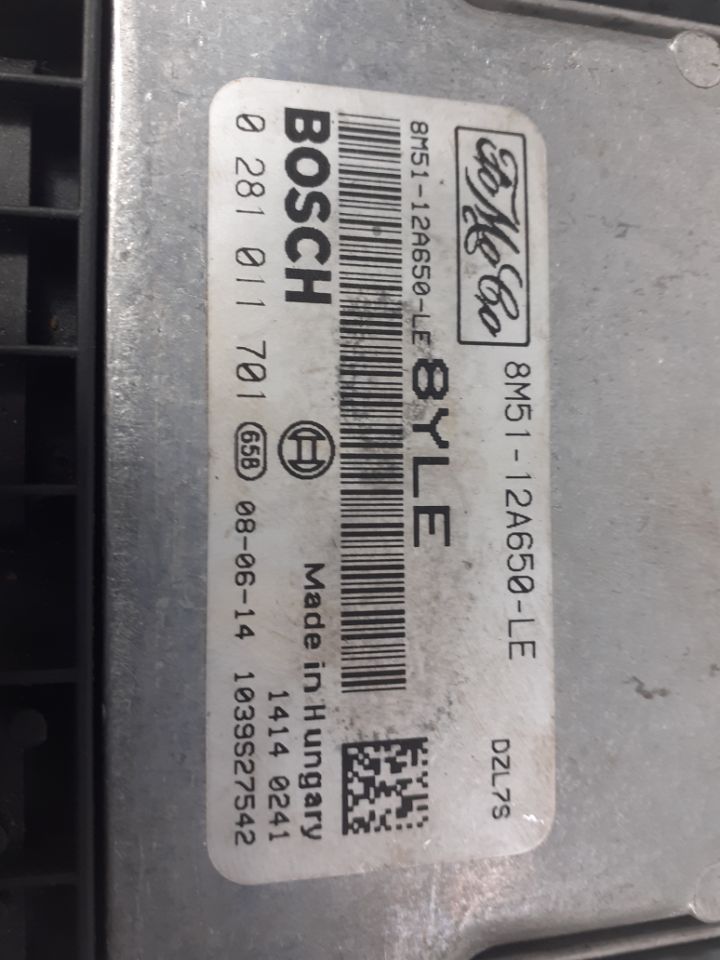 FoMoCo
8M51-12A650-LE
DZL7S
8M51-12A650-LE
8YLE
BOSCH
Made in Hungary
1414 0241
0 281 011 701
65B
08-06-14 1039S27542